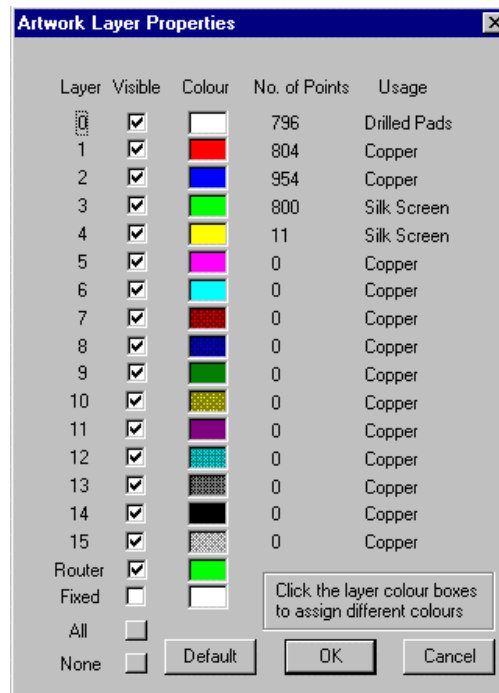 Artwork Layer Properties
Layer Visible Colour No. of Points Usage
0 796 Drilled Pads
1 804 Copper
2 954 Copper
3 800 Silk Screen
4 11 Silk Screen
5 0 Copper
6 0 Copper
7 0 Copper
8 0 Copper
9 0 Copper
10 0 Copper
11 0 Copper
12 0 Copper
13 0 Copper
14 0 Copper
15 0 Copper
Router
Fixed
Click the layer colour boxes
to assign different colours
All
None
Default OK Cancel